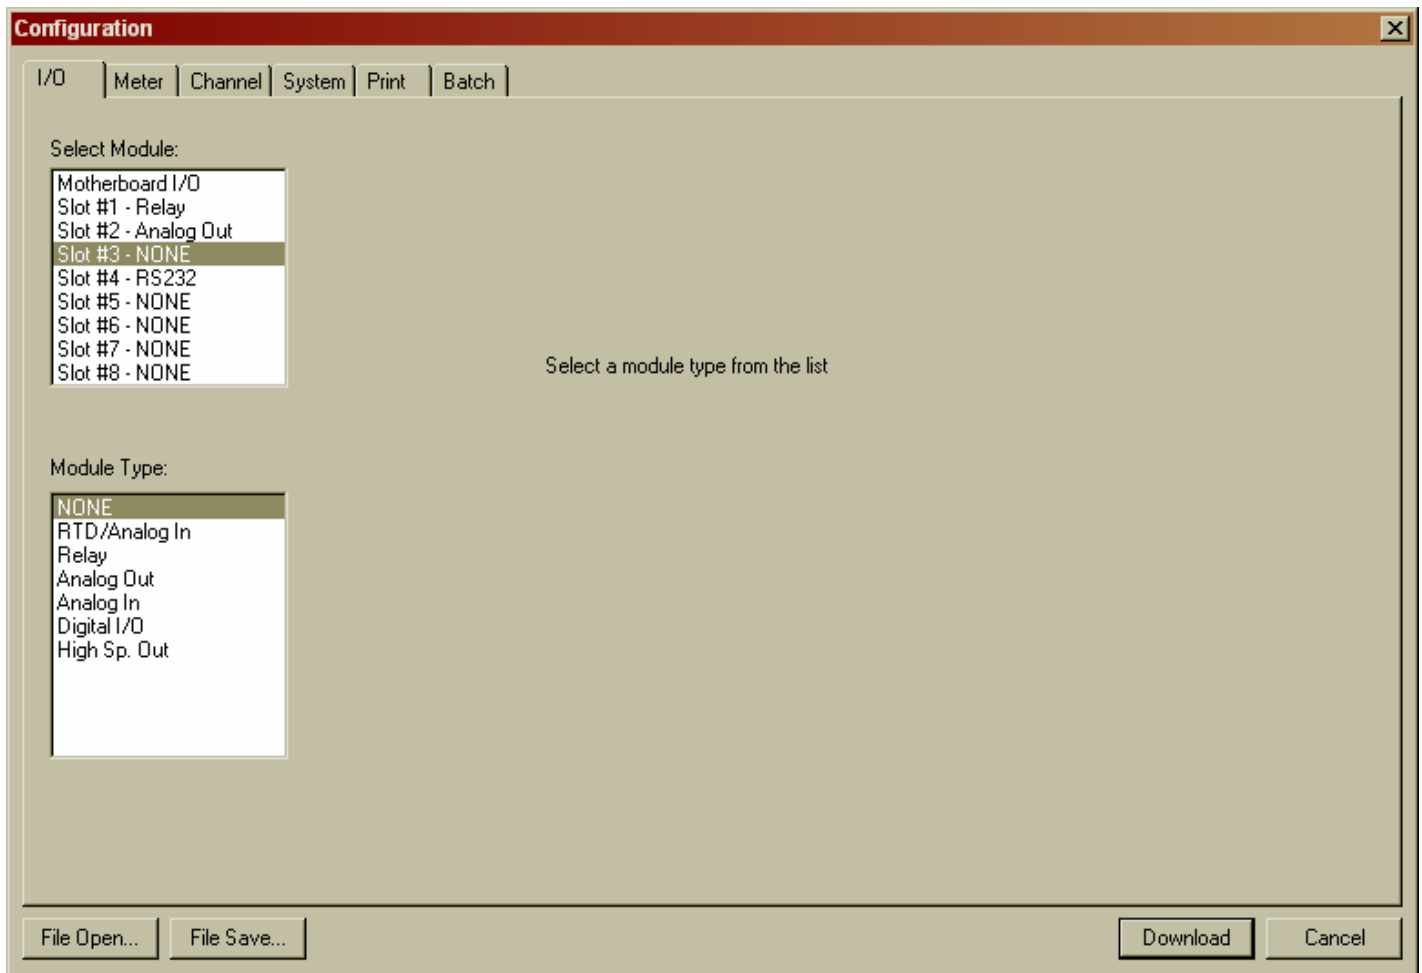 Configuration
I/O Meter Channel System Print Batch
Select Module:
Motherboard I/O
Slot #1 - Relay
Slot #2 - Analog Out
Slot #3 - NONE
Slot #4 - RS232
Slot #5 - NONE
Slot #6 - NONE
Slot #7 - NONE
Slot #8 - NONE
Select a module type from the list
Module Type:
NONE
RTD/Analog In
Relay
Analog Out
Analog In
Digital I/O
High Sp. Out
File Open... File Save... Download Cancel